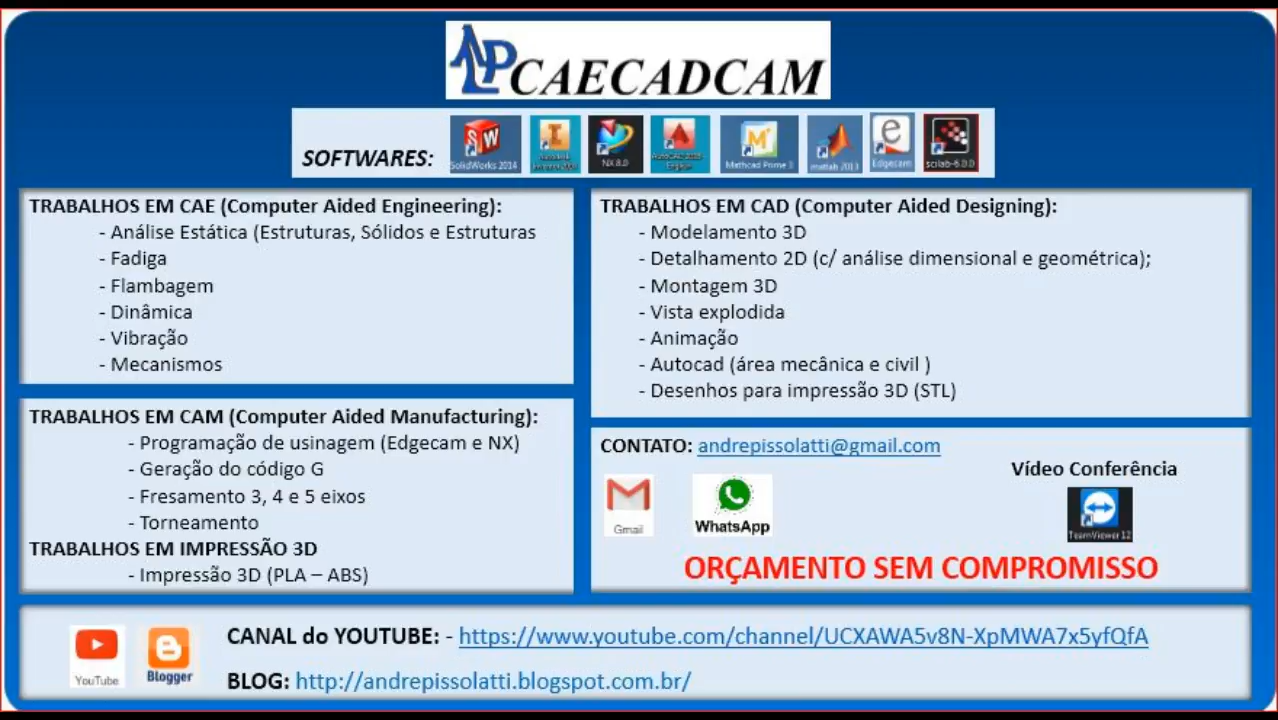 ALP CAECADCAM
SOFTWARES:
SolidWorks 2014
NX 8.0
Mathcad Prime 3
matlab 2013
Edgecam
scilab-6.0.0
TRABALHOS EM CAE (Computer Aided Engineering):
- Análise Estática (Estruturas, Sólidos e Estruturas
- Fadiga
- Flambagem
- Dinâmica
- Vibração
- Mecanismos
TRABALHOS EM CAM (Computer Aided Manufacturing):
- Programação de usinagem (Edgecam e NX)
- Geração do código G
- Fresamento 3, 4 e 5 eixos
- Torneamento
TRABALHOS EM IMPRESSÃO 3D
- Impressão 3D (PLA – ABS)
TRABALHOS EM CAD (Computer Aided Designing):
- Modelamento 3D
- Detalhamento 2D (c/ análise dimensional e geométrica);
- Montagem 3D
- Vista explodida
- Animação
- Autocad (área mecânica e civil )
- Desenhos para impressão 3D (STL)
CONTATO: andrepissolatti@gmail.com
Gmail
WhatsApp
Vídeo Conferência
TeamViewer 12
ORÇAMENTO SEM COMPROMISSO
YouTube
Blogger
CANAL do YOUTUBE: - https://www.youtube.com/channel/UCXAWA5v8N-XpMWA7x5yfQfA
BLOG: http://andrepissolatti.blogspot.com.br/